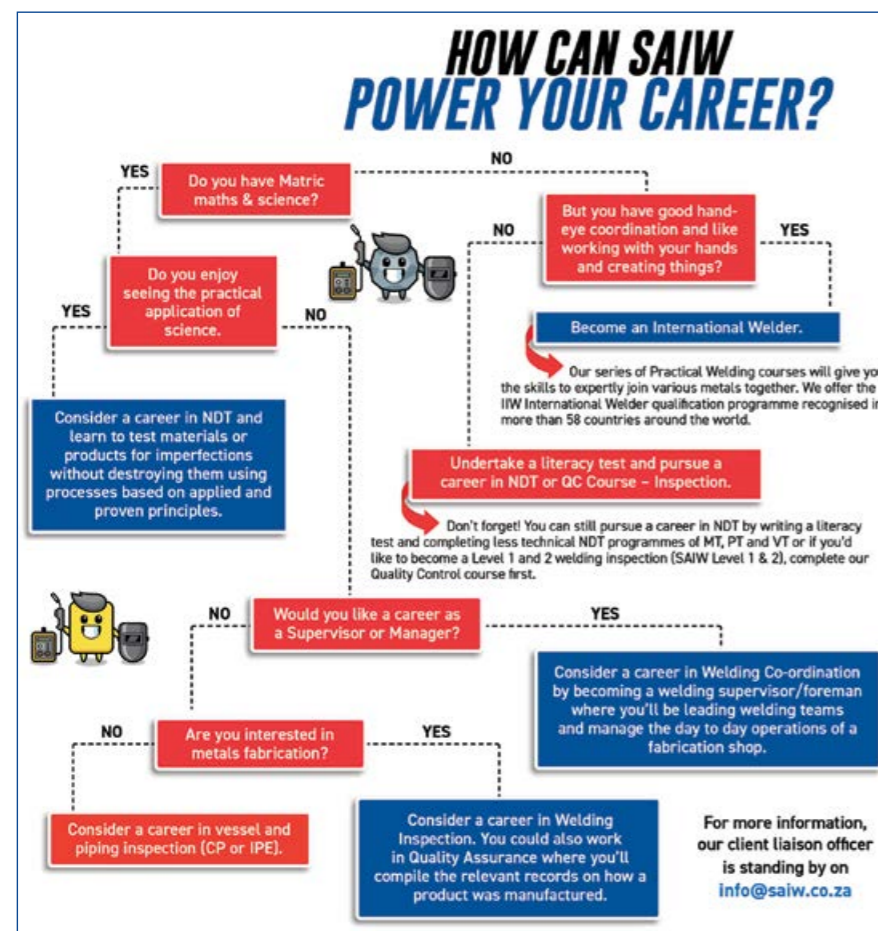 HOW CAN SAIW
POWER YOUR CAREER?
NO
YES
Do you have Matric
maths & science?
But you have good hand-
eye coordination and like
working with your hands
and creating things?
NO
YES
Do you enjoy
seeing the practical
application of
science.
YES
NO
Become an International Welder.
Our series of Practical Welding courses will give you
the skills to expertly join various metals together. We offer the
IIW International Welder qualification programme recognised in
more than 58 countries around the world.
Consider a career in NDT and
learn to test materials or
products for imperfections
without destroying them using
processes based on applied and
proven principles.
Undertake a literacy test and pursue a
career in NDT or QC Course – Inspection.
Don't forget! You can still pursue a career in NDT by writing a literacy
test and completing less technical NDT programmes of MT, PT and VT or if you'd
like to become a Level 1 and 2 welding inspection (SAIW Level 1 & 2), complete our
Quality Control course first.
NO
Would you like a career as
a Supervisor or Manager?
YES
Consider a career in Welding Co-ordination
by becoming a welding supervisor/foreman
where you'll be leading welding teams
and manage the day to day operations of a
fabrication shop.
NO
Are you interested in
metals fabrication?
YES
Consider a career in vessel and
piping inspection (CP or IPE).
Consider a career in Welding
Inspection. You could also work
in Quality Assurance where you'll
compile the relevant records on how a
product was manufactured.
For more information,
our client liaison officer
is standing by on
info@saiw.co.za